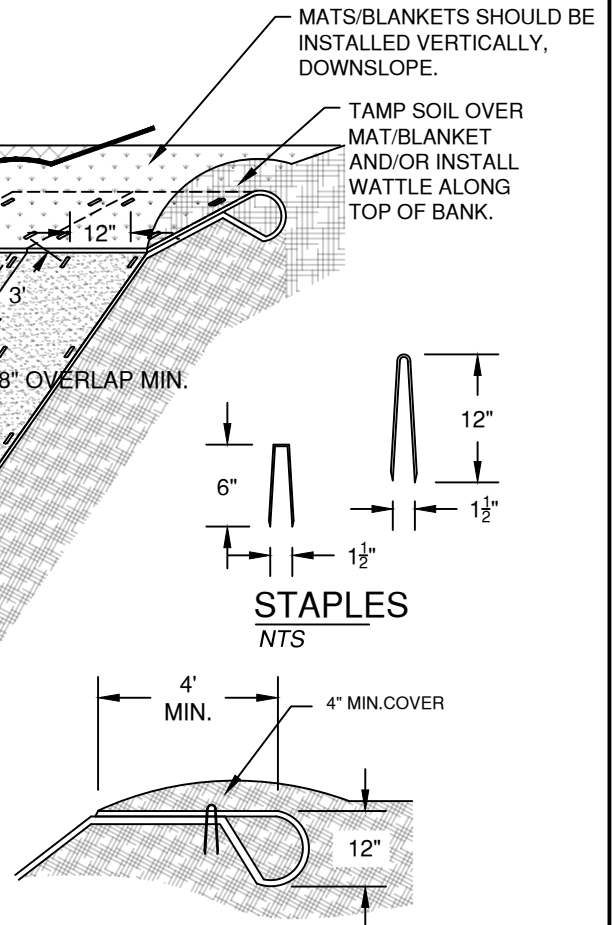 MATS/BLANKETS SHOULD BE
INSTALLED VERTICALLY,
DOWNSLOPE.
TAMP SOIL OVER
MAT/BLANKET
AND/OR INSTALL
WATTLE ALONG
TOP OF BANK.
12"
3'
8" OVERLAP MIN.
12"
6"
1½"
1½"
STAPLES
NTS
4'
MIN.
4" MIN.COVER
12"